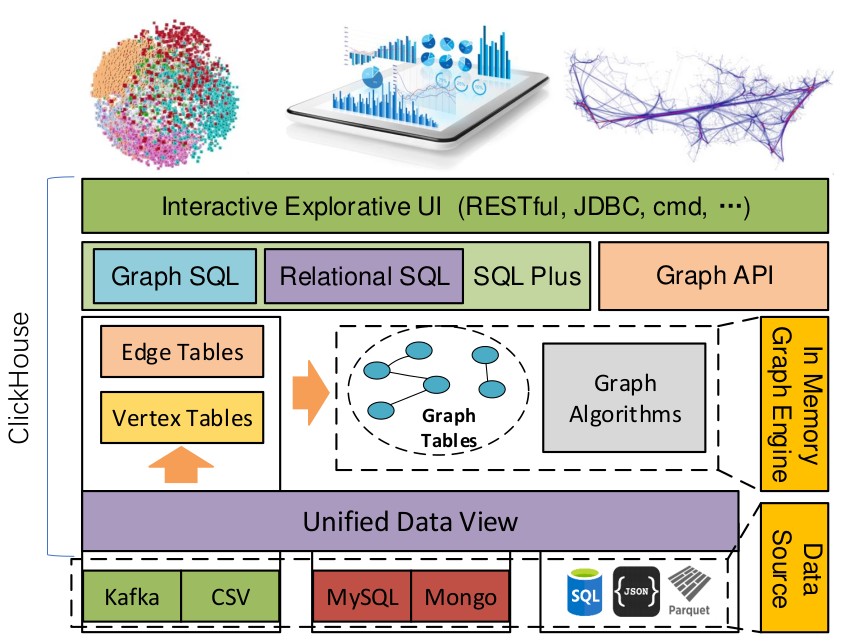 Interactive Explorative UI (RESTful, JDBC, cmd, ···)
Graph SQL
Relational SQL
SQL Plus
Graph API
ClickHouse
Edge Tables
Vertex Tables
Graph
Tables
Graph
Algorithms
In Memory
Graph Engine
Unified Data View
Data
Source
Kafka
CSV
MySQL
Mongo
SQL
{JSON}
Parquet